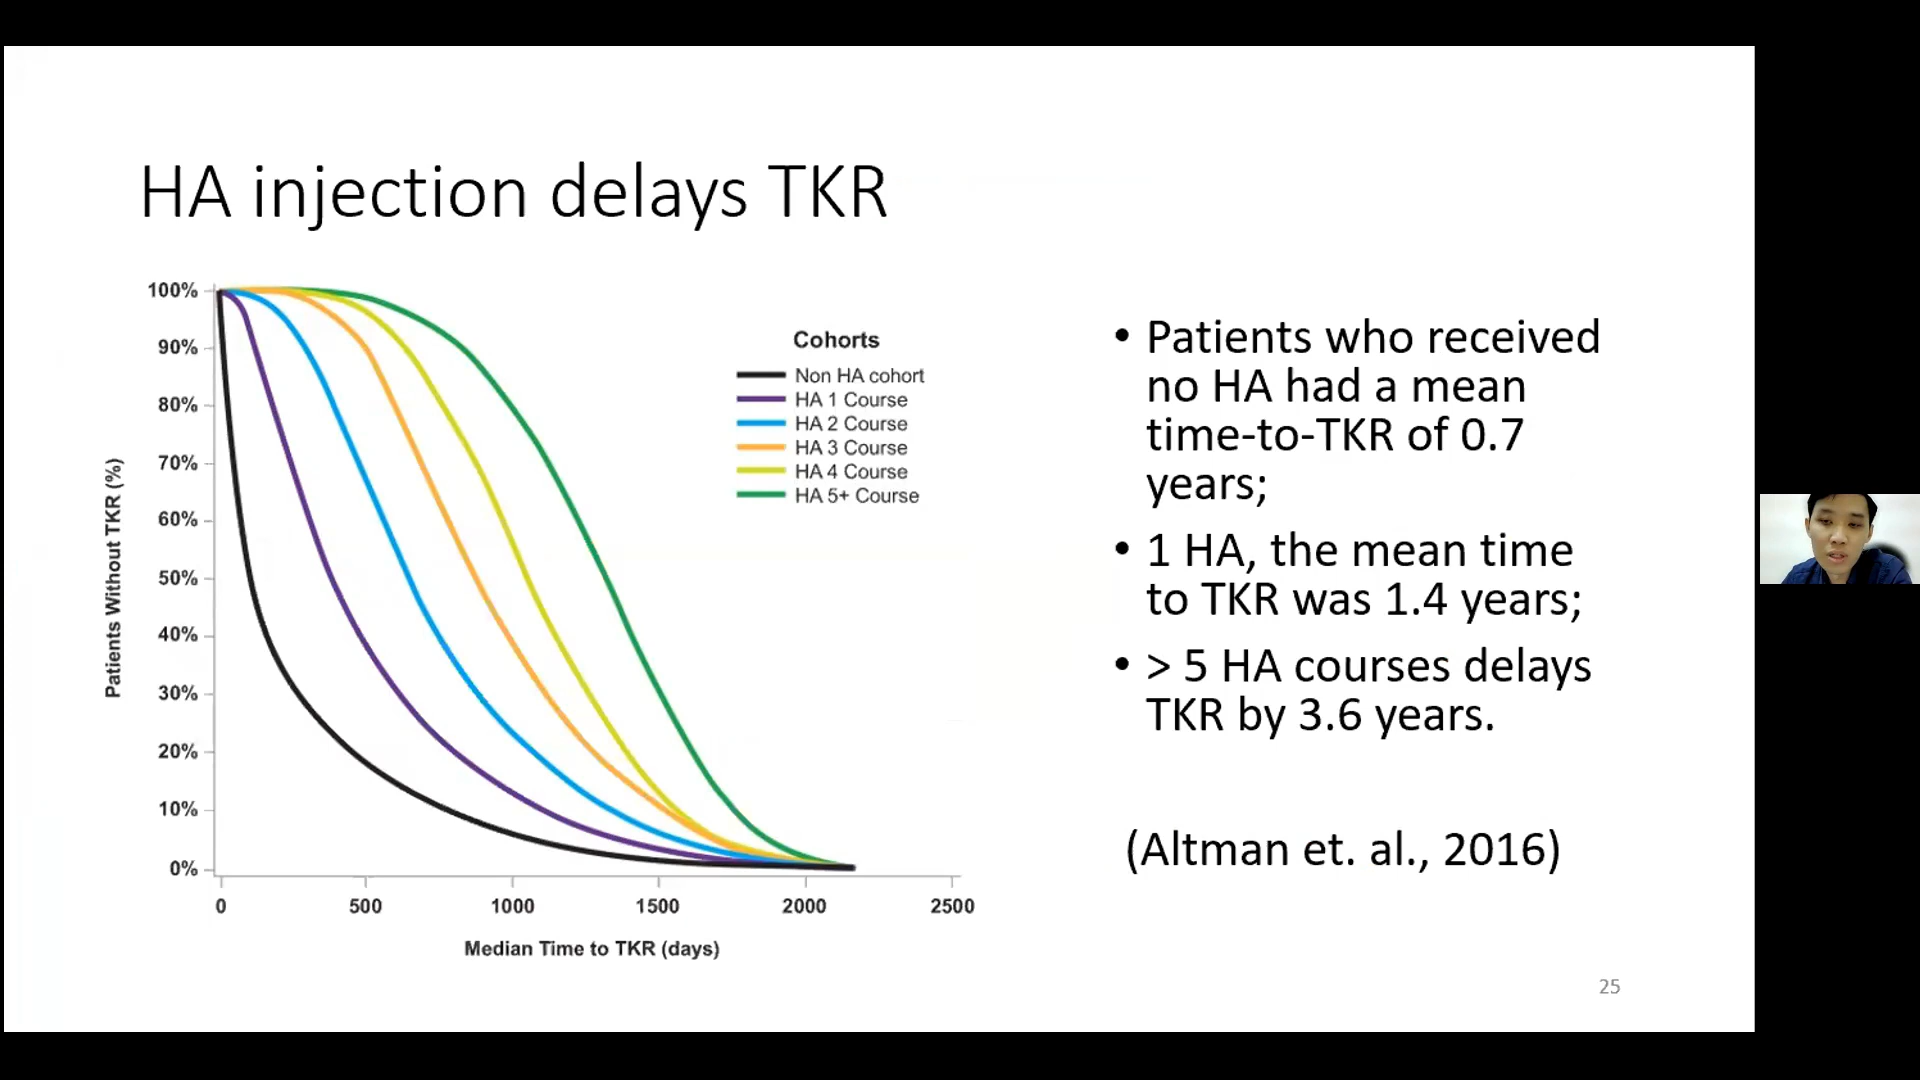 HA injection delays TKR
100%
90%
80%
70%
60%
50%
40%
30%
20%
10%
0%
Patients Without TKR (%)
0 500 1000 1500 2000 2500
Median Time to TKR (days)
Cohorts
Non HA cohort
HA 1 Course
HA 2 Course
HA 3 Course
HA 4 Course
HA 5+ Course
• Patients who received
no HA had a mean
time-to-TKR of 0.7
years;
• 1 HA, the mean time
to TKR was 1.4 years;
• > 5 HA courses delays
TKR by 3.6 years.
(Altman et. al., 2016)
25